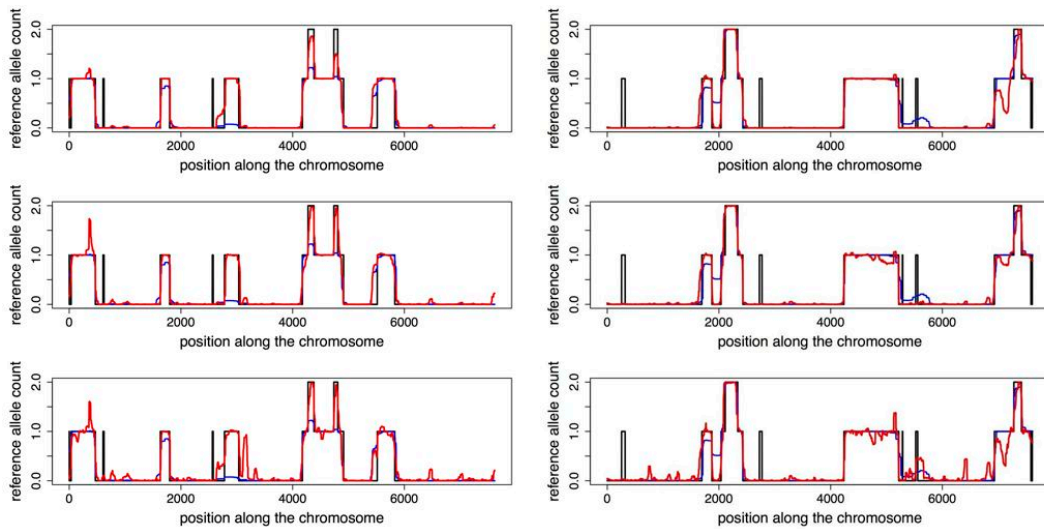 reference allele count
0.0 1.0 2.0
0 2000 4000 6000
position along the chromosome
reference allele count
0.0 1.0 2.0
0 2000 4000 6000
position along the chromosome
reference allele count
0.0 1.0 2.0
0 2000 4000 6000
position along the chromosome
reference allele count
0.0 1.0 2.0
0 2000 4000 6000
position along the chromosome
reference allele count
0.0 1.0 2.0
0 2000 4000 6000
position along the chromosome
reference allele count
0.0 1.0 2.0
0 2000 4000 6000
position along the chromosome